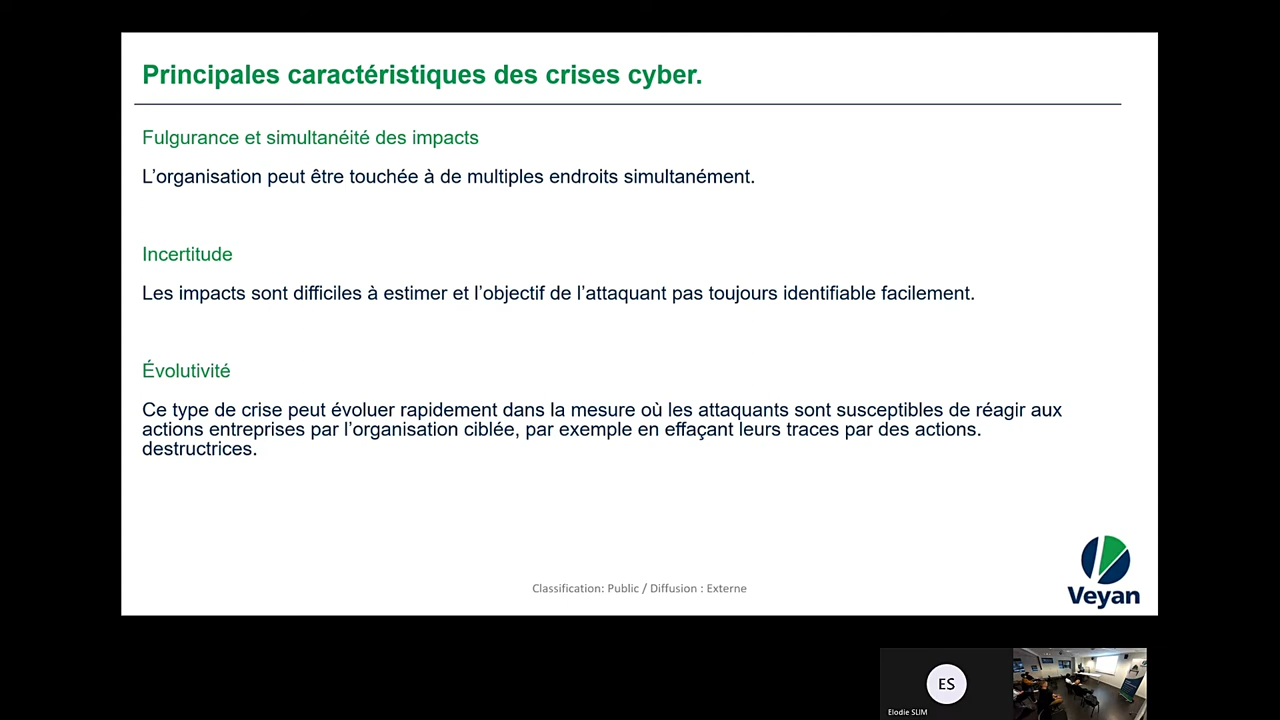 Principales caractéristiques des crises cyber.
Fulgurance et simultanéité des impacts
L’organisation peut être touchée à de multiples endroits simultanément.
Incertitude
Les impacts sont difficiles à estimer et l’objectif de l’attaquant pas toujours identifiable facilement.
Évolutivité
Ce type de crise peut évoluer rapidement dans la mesure où les attaquants sont susceptibles de réagir aux
actions entreprises par l’organisation ciblée, par exemple en effaçant leurs traces par des actions.
destructrices.
Classification: Public / Diffusion : Externe
Veyan
ES
Elodie SLIM